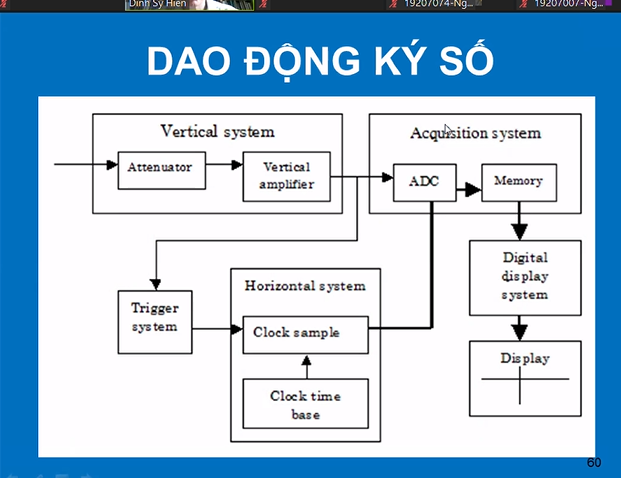 Dinh Sy Hien
19207074-Ng...
19207007-Ng...
DAO ĐỘNG KÝ SỐ
Vertical system
Attenuator
Vertical
amplifier
Acquisition system
ADC
Memory
Digital
display
system
Display
Trigger
system
Horizontal system
Clock sample
Clock time
base
60